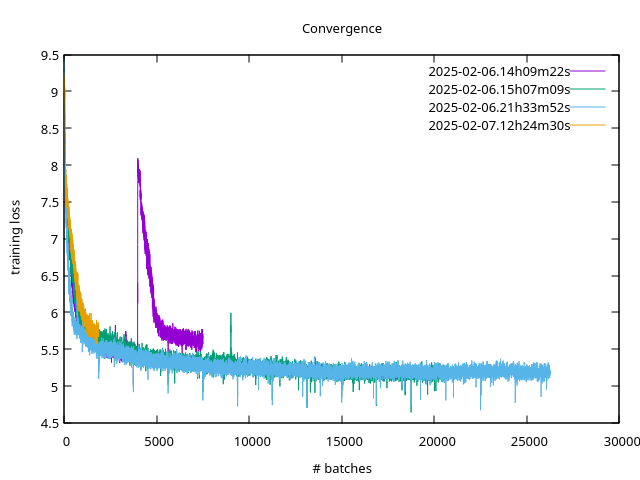 Convergence
9.5
9
8.5
8
7.5
7
6.5
6
5.5
5
4.5
training loss
2025-02-06.14h09m22s
2025-02-06.15h07m09s
2025-02-06.21h33m52s
2025-02-07.12h24m30s
0 5000 10000 15000 20000 25000 30000
# batches